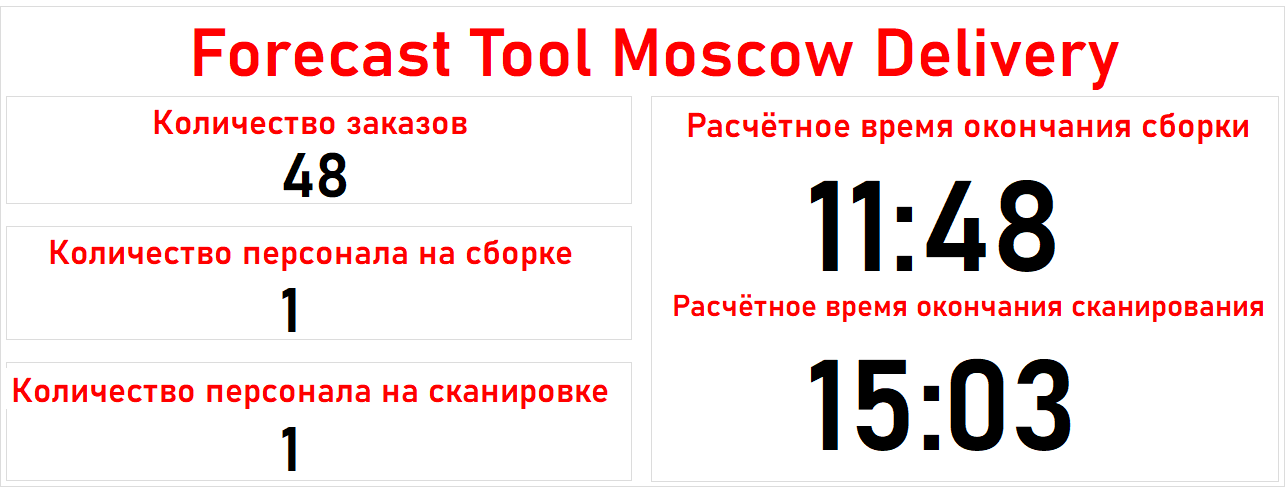 Forecast Tool Moscow Delivery
Количество заказов
48
Количество персонала на сборке
1
Количество персонала на сканировке
1
Расчётное время окончания сборки
11:48
Расчётное время окончания сканирования
15:03